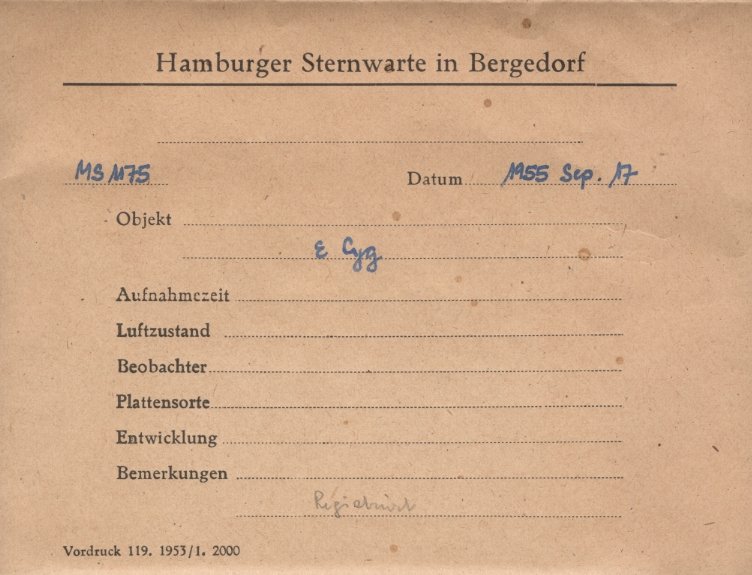 Hamburger Sternwarte in Bergedorf
MS 1175 Datum 1955 Sep. 17
Objekt
ε Cyg
Aufnahmezeit
Luftzustand
Beobachter
Plattensorte
Entwicklung
Bemerkungen
Registriert
Vordruck 119. 1953/1. 2000